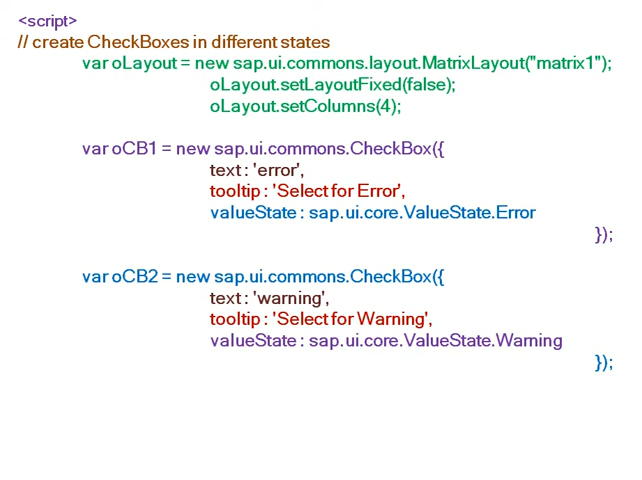 <script>
// create CheckBoxes in different states
var oLayout = new sap.ui.commons.layout.MatrixLayout("matrix1");
oLayout.setLayoutFixed(false);
oLayout.setColumns(4);
var oCB1 = new sap.ui.commons.CheckBox({
text : 'error',
tooltip : 'Select for Error',
valueState : sap.ui.core.ValueState.Error
});
var oCB2 = new sap.ui.commons.CheckBox({
text : 'warning',
tooltip : 'Select for Warning',
valueState : sap.ui.core.ValueState.Warning
});